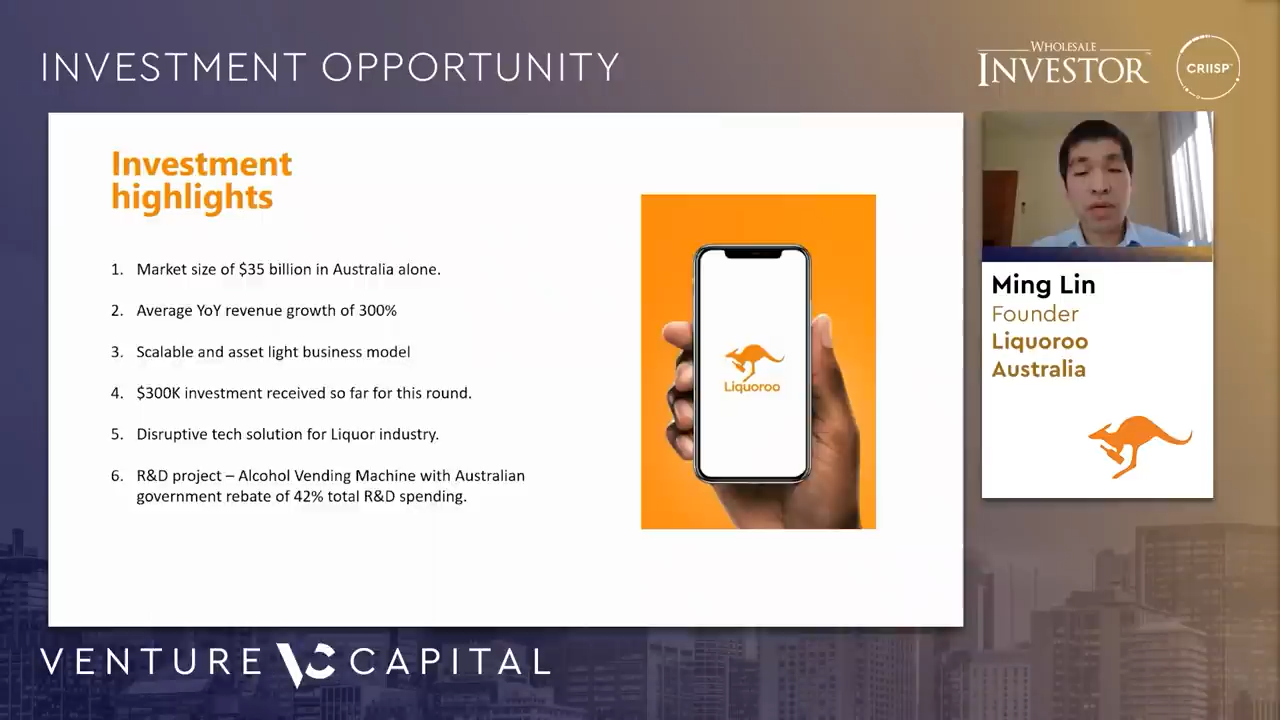 INVESTMENT OPPORTUNITY
WHOLESALE
INVESTOR™
CRIISP™
Investment
highlights
1. Market size of $35 billion in Australia alone.
2. Average YoY revenue growth of 300%
3. Scalable and asset light business model
4. $300K investment received so far for this round.
5. Disruptive tech solution for Liquor industry.
6. R&D project – Alcohol Vending Machine with Australian
government rebate of 42% total R&D spending.
Liquoroo
Ming Lin
Founder
Liquoroo
Australia
VENTURE VC CAPITAL